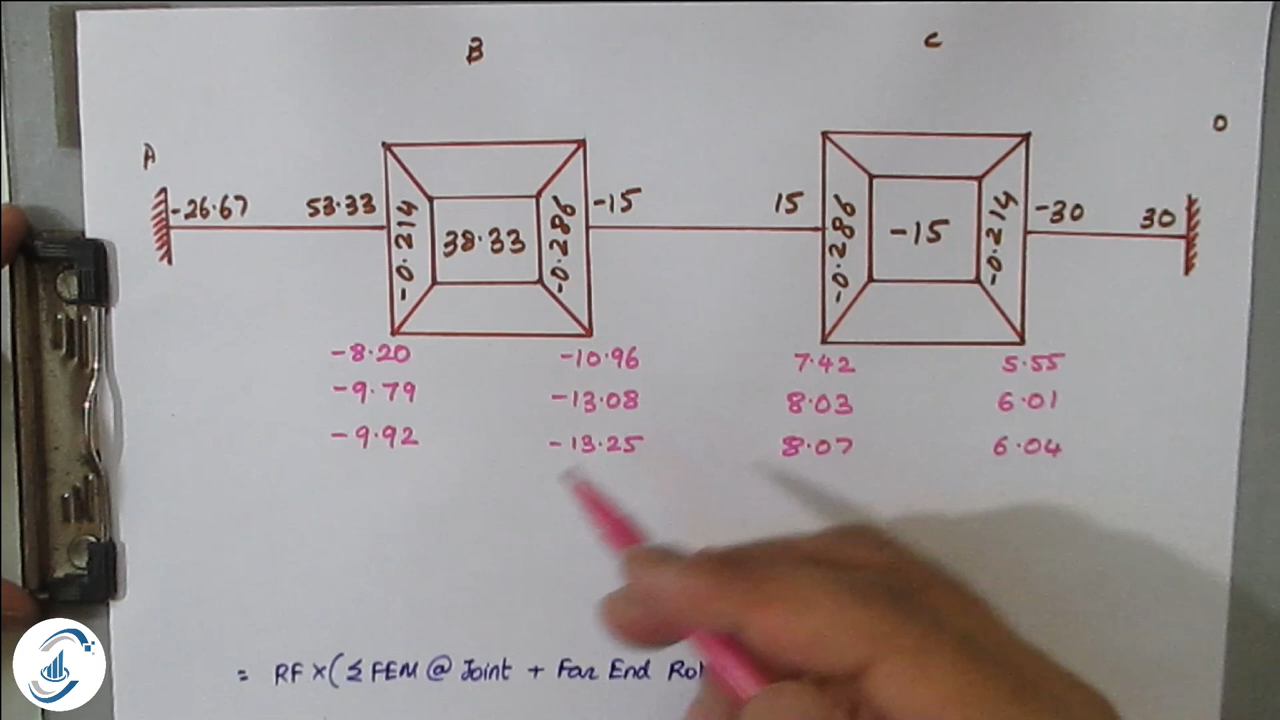 B C
A D
-26.67 53.33 -0.214 38.33 -0.286 -15 15 -0.286 -15 -0.214 -30 30
-8.20 -10.96 7.42 5.55
-9.79 -13.08 8.03 6.01
-9.92 -13.25 8.07 6.04
= RF × (Σ FEM @ Joint + Far End